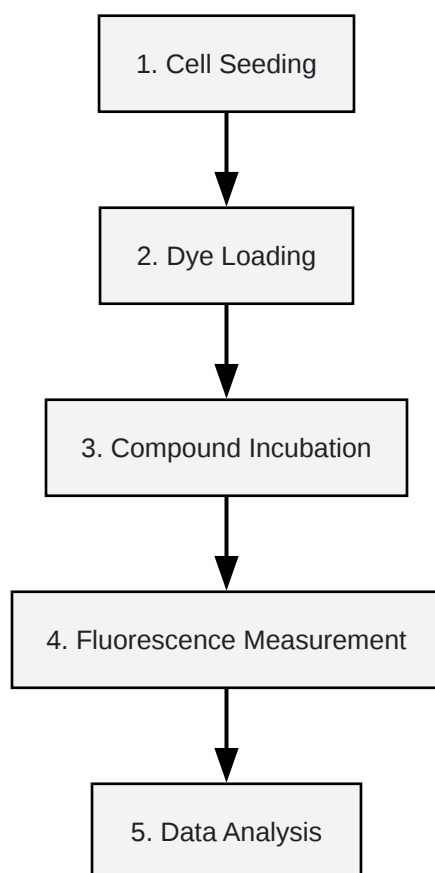 1. Cell Seeding
2. Dye Loading
3. Compound Incubation
4. Fluorescence Measurement
5. Data Analysis